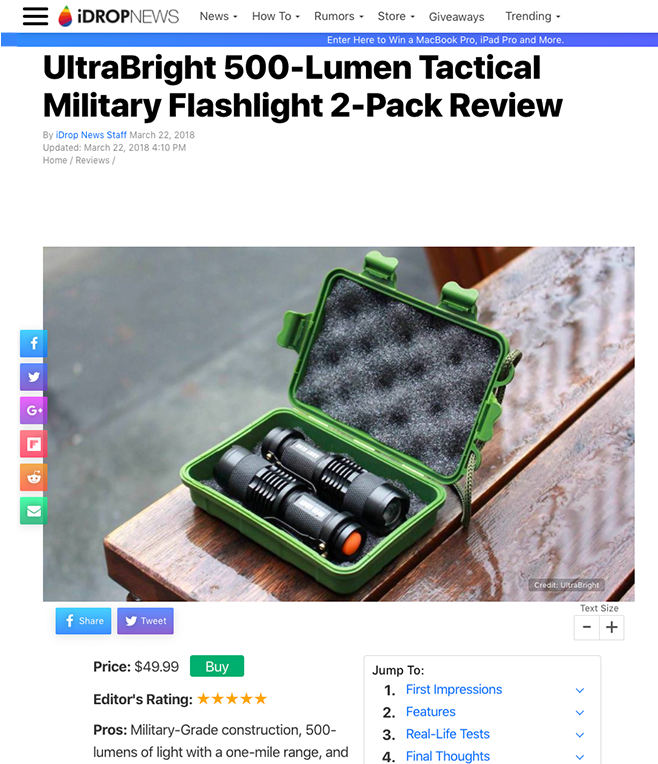 iDROPNEWS News How To Rumors Store Giveaways Trending
Enter Here to Win a MacBook Pro, iPad Pro and More.
UltraBright 500-Lumen Tactical
Military Flashlight 2-Pack Review
By iDrop News Staff March 22, 2018
Updated: March 22, 2018 4:10 PM
Home / Reviews /
Credit: UltraBright
Share Tweet
Text Size
- +
Price: $49.99 Buy
Editor's Rating: ★★★★★
Pros: Military-Grade construction, 500-
lumens of light with a one-mile range, and
Jump To:
1. First Impressions
2. Features
3. Real-Life Tests
4. Final Thoughts